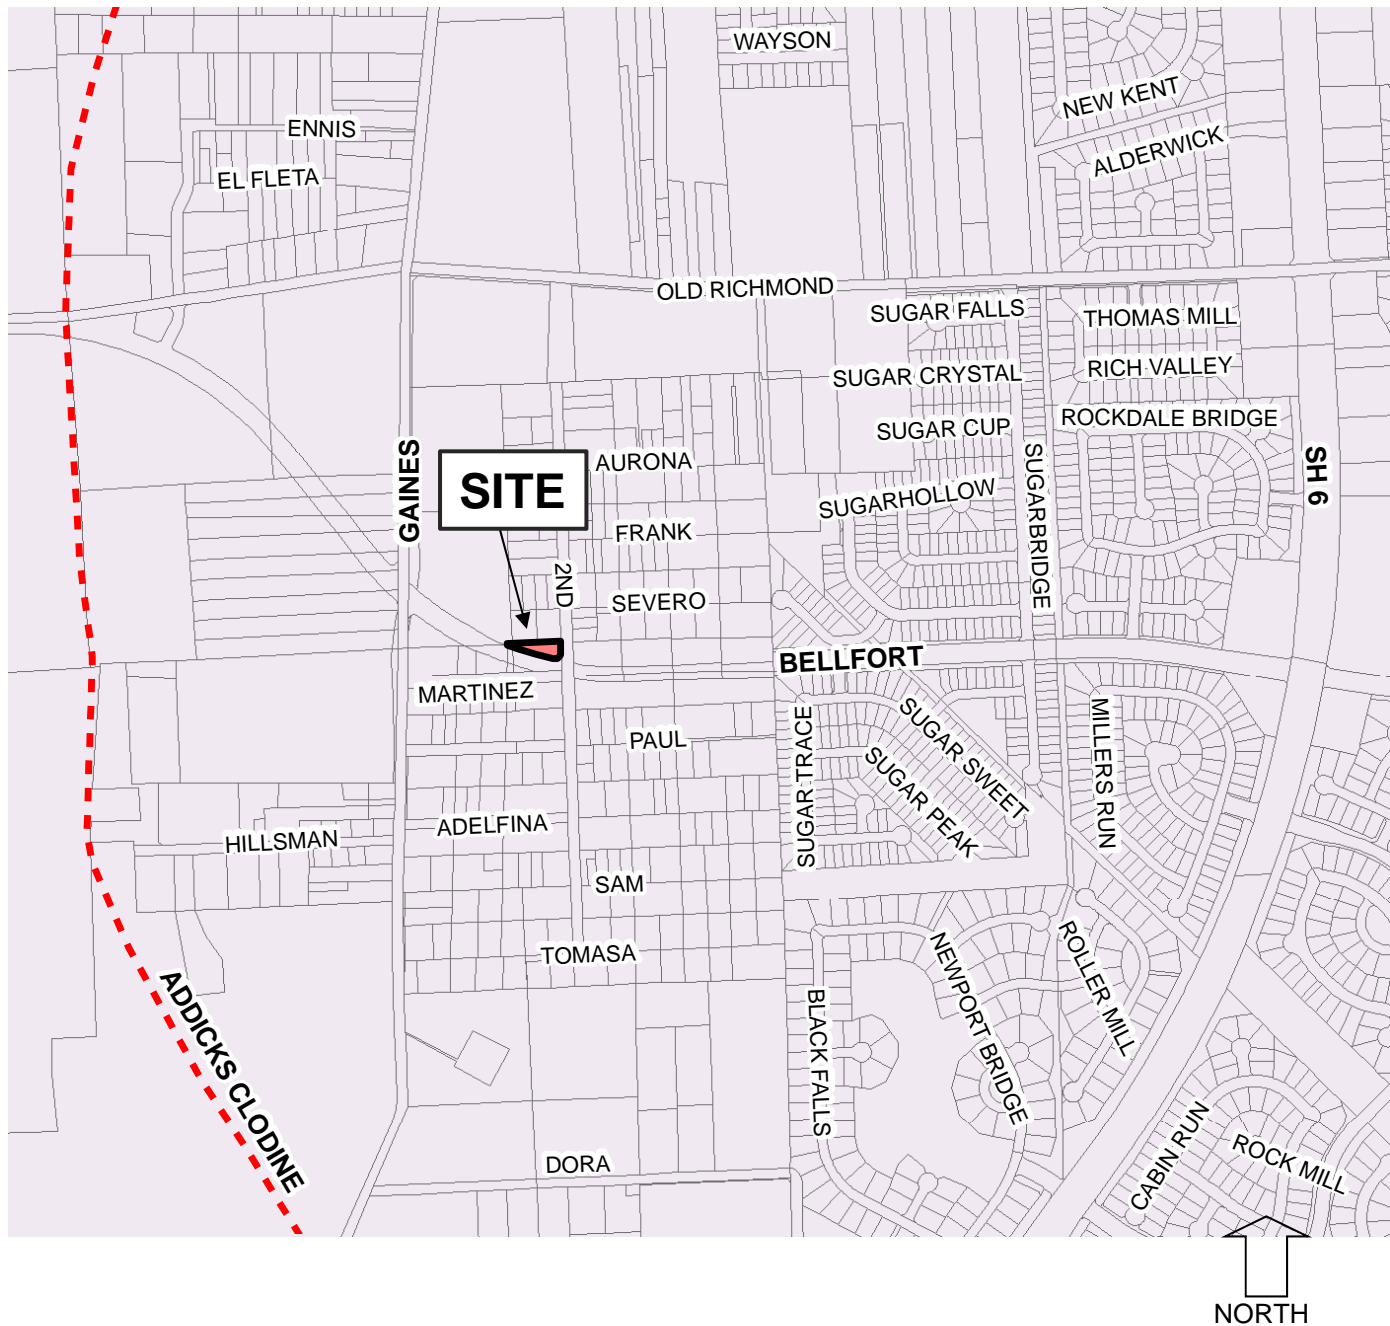 WAYSON
NEW KENT
ENNIS
ALDERWICK
EL FLETA
OLD RICHMOND
SUGAR FALLS
THOMAS MILL
SUGAR CRYSTAL
RICH VALLEY
ROCKDALE BRIDGE
SUGAR CUP
GAINES
SITE
AURONA
SUGARHOLLOW
SUGARBRIDGE
SH 6
FRANK
2ND
SEVERO
BELLFORT
MARTINEZ
SUGAR TRACE
SUGAR SWEET
MILLERS RUN
PAUL
SUGAR PEAK
ADELFINA
HILLSMAN
SAM
TOMASA
NEWPORT BRIDGE
ROLLER MILL
ADDICKS CLODINE
BLACK FALLS
CABIN RUN
ROCK MILL
DORA
NORTH